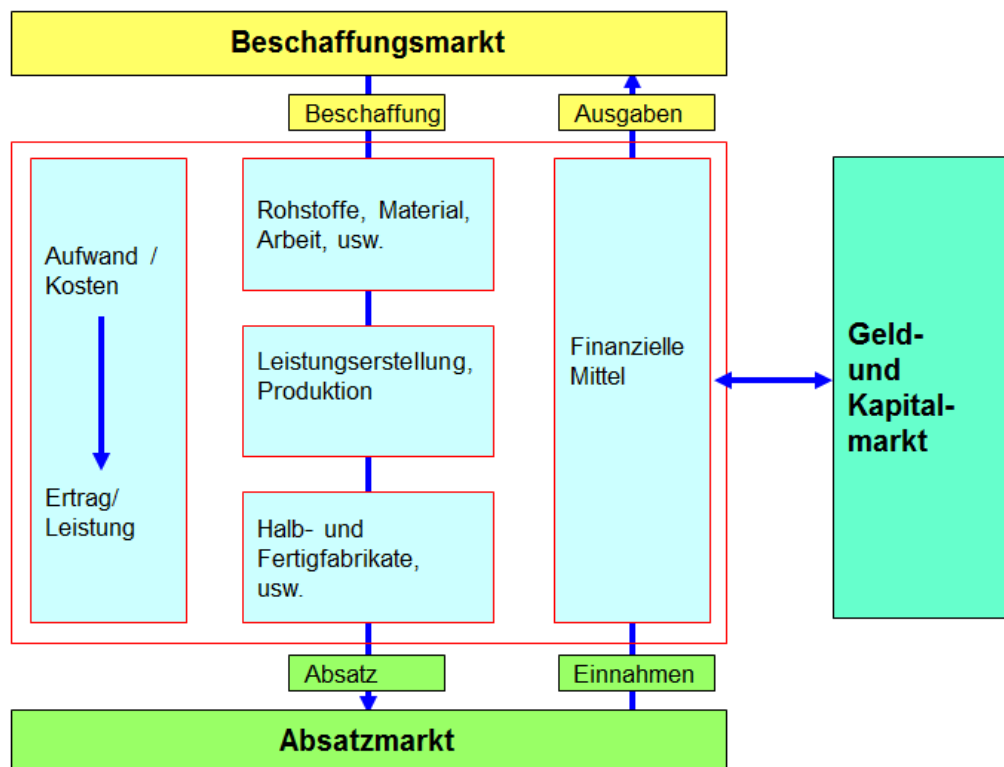 Beschaffungsmarkt
Beschaffung
Ausgaben
Aufwand /
Kosten
Ertrag/
Leistung
Rohstoffe, Material,
Arbeit, usw.
Leistungserstellung,
Produktion
Halb- und
Fertigfabrikate,
usw.
Finanzielle
Mittel
Geld-
und
Kapital-
markt
Absatz
Einnahmen
Absatzmarkt